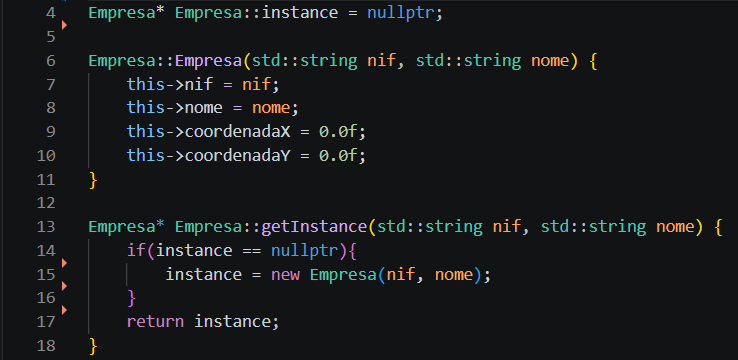 4 Empresa* Empresa::instance = nullptr;
5
6 Empresa::Empresa(std::string nif, std::string nome) {
7 this->nif = nif;
8 this->nome = nome;
9 this->coordenadaX = 0.0f;
10 this->coordenadaY = 0.0f;
11 }
12
13 Empresa* Empresa::getInstance(std::string nif, std::string nome) {
14 if(instance == nullptr){
15 instance = new Empresa(nif, nome);
16 }
17 return instance;
18 }